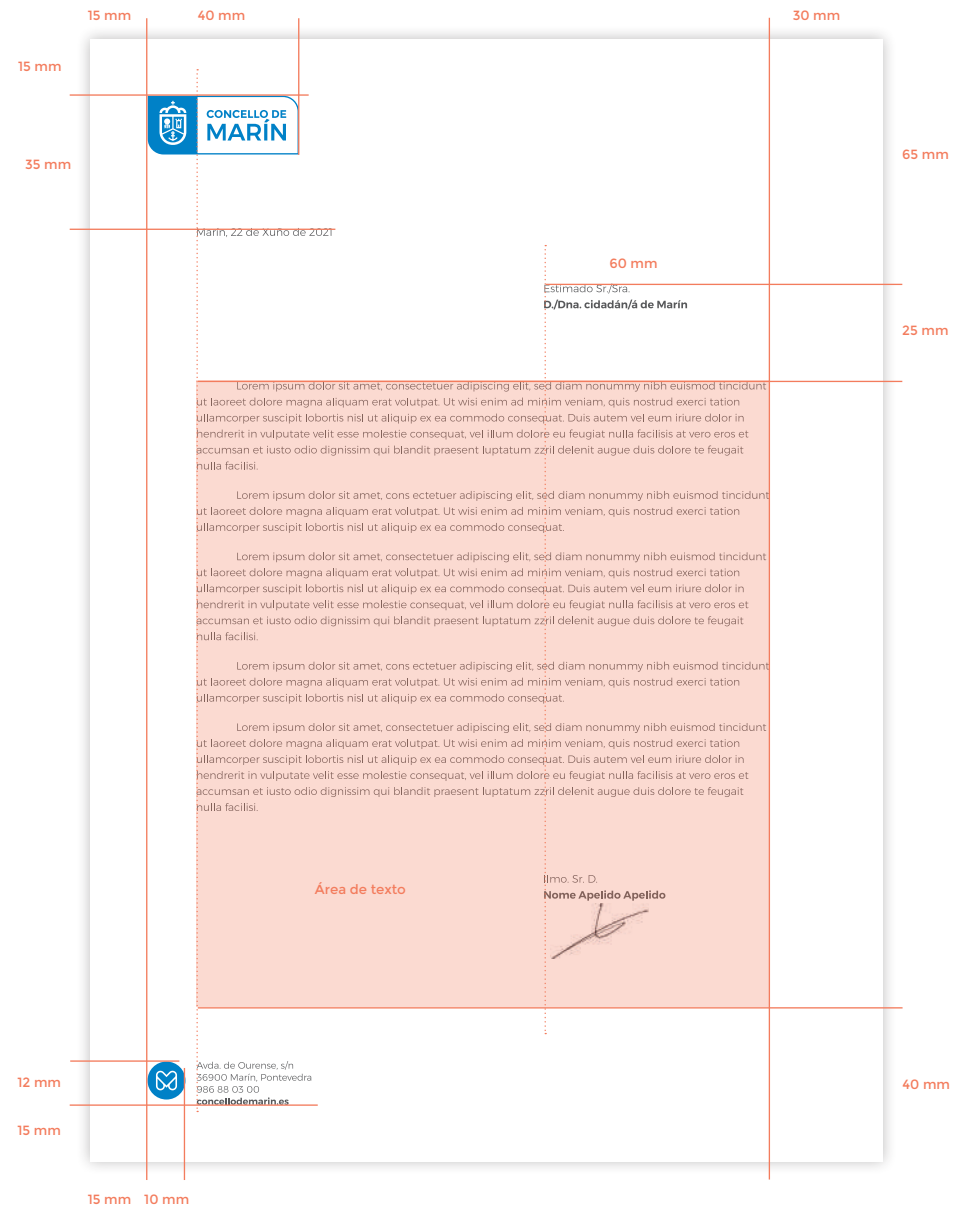 15 mm
40 mm
30 mm
15 mm
CONCELLO DE
MARÍN
35 mm
65 mm
Marín, 22 de Xuño de 2021
60 mm
Estimado Sr./Sra.
D./Dna. cidadán/á de Marín
25 mm
Lorem ipsum dolor sit amet, consectetuer adipiscing elit, sed diam nonummy nibh euismod tincidunt
ut laoreet dolore magna aliquam erat volutpat. Ut wisi enim ad minim veniam, quis nostrud exerci tation
ullamcorper suscipit lobortis nisl ut aliquip ex ea commodo consequat. Duis autem vel eum iriure dolor in
hendrerit in vulputate velit esse molestie consequat, vel illum dolore eu feugiat nulla facilisis at vero eros et
accumsan et iusto odio dignissim qui blandit praesent luptatum zzril delenit augue duis dolore te feugait
nulla facilisi.
Lorem ipsum dolor sit amet, cons ectetuer adipiscing elit, sed diam nonummy nibh euismod tincidunt
ut laoreet dolore magna aliquam erat volutpat. Ut wisi enim ad minim veniam, quis nostrud exerci tation
ullamcorper suscipit lobortis nisl ut aliquip ex ea commodo consequat.
Lorem ipsum dolor sit amet, consectetuer adipiscing elit, sed diam nonummy nibh euismod tincidunt
ut laoreet dolore magna aliquam erat volutpat. Ut wisi enim ad minim veniam, quis nostrud exerci tation
ullamcorper suscipit lobortis nisl ut aliquip ex ea commodo consequat. Duis autem vel eum iriure dolor in
hendrerit in vulputate velit esse molestie consequat, vel illum dolore eu feugiat nulla facilisis at vero eros et
accumsan et iusto odio dignissim qui blandit praesent luptatum zzril delenit augue duis dolore te feugait
nulla facilisi.
Lorem ipsum dolor sit amet, cons ectetuer adipiscing elit, sed diam nonummy nibh euismod tincidunt
ut laoreet dolore magna aliquam erat volutpat. Ut wisi enim ad minim veniam, quis nostrud exerci tation
ullamcorper suscipit lobortis nisl ut aliquip ex ea commodo consequat.
Lorem ipsum dolor sit amet, consectetuer adipiscing elit, sed diam nonummy nibh euismod tincidunt
ut laoreet dolore magna aliquam erat volutpat. Ut wisi enim ad minim veniam, quis nostrud exerci tation
ullamcorper suscipit lobortis nisl ut aliquip ex ea commodo consequat. Duis autem vel eum iriure dolor in
hendrerit in vulputate velit esse molestie consequat, vel illum dolore eu feugiat nulla facilisis at vero eros et
accumsan et iusto odio dignissim qui blandit praesent luptatum zzril delenit augue duis dolore te feugait
nulla facilisi.
Área de texto
Ilmo. Sr. D.
Nome Apelido Apelido
Avda. de Ourense, s/n
36900 Marín, Pontevedra
986 88 03 00
concellodemarin.es
12 mm
40 mm
15 mm
15 mm
10 mm